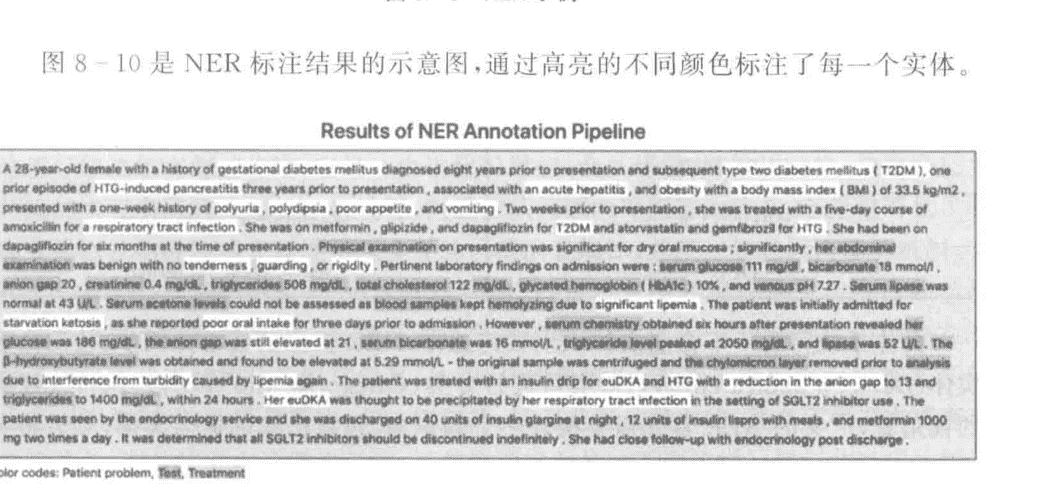 图 8-10 是 NER 标注结果的示意图,通过高亮的不同颜色标注了每一个实体。
Results of NER Annotation Pipeline
A 28-year-old female with a history of gestational diabetes mellitus diagnosed eight years prior to presentation and subsequent type two diabetes mellitus ( T2DM ), one
prior episode of HTG-induced pancreatitis three years prior to presentation , associated with an acute hepatitis , and obesity with a body mass index ( BMI ) of 33.5 kg/m2 ,
presented with a one-week history of polyuria , polydipsia , poor appetite , and vomiting . Two weeks prior to presentation , she was treated with a five-day course of
amoxicillin for a respiratory tract infection . She was on metformin , glipizide , and dapagliflozin for T2DM and atorvastatin and gemfibrozil for HTG . She had been on
dapagliflozin for six months at the time of presentation . Physical examination on presentation was significant for dry oral mucosa ; significantly , her abdominal
examination was benign with no tenderness , guarding , or rigidity . Pertinent laboratory findings on admission were : serum glucose 111 mg/dl , bicarbonate 18 mmol/l ,
anion gap 20 , creatinine 0.4 mg/dL , triglycerides 508 mg/dL , total cholesterol 122 mg/dL , glycated hemoglobin ( HbA1c ) 10% , and venous pH 7.27 . Serum lipase was
normal at 43 U/L . Serum acetone levels could not be assessed as blood samples kept hemolyzing due to significant lipemia . The patient was initially admitted for
starvation ketosis , as she reported poor oral intake for three days prior to admission . However , serum chemistry obtained six hours after presentation revealed her
glucose was 186 mg/dL , the anion gap was still elevated at 21 , serum bicarbonate was 16 mmol/L , triglyceride level peaked at 2050 mg/dL , and lipase was 52 U/L . The
β-hydroxybutyrate level was obtained and found to be elevated at 5.29 mmol/L - the original sample was centrifuged and the chylomicron layer removed prior to analysis
due to interference from turbidity caused by lipemia again . The patient was treated with an insulin drip for euDKA and HTG with a reduction in the anion gap to 13 and
triglycerides to 1400 mg/dL , within 24 hours . Her euDKA was thought to be precipitated by her respiratory tract infection in the setting of SGLT2 inhibitor use . The
patient was seen by the endocrinology service and she was discharged on 40 units of insulin glargine at night , 12 units of insulin lispro with meals , and metformin 1000
mg two times a day . It was determined that all SGLT2 inhibitors should be discontinued indefinitely . She had close follow-up with endocrinology post discharge .
olor codes: Patient problem, Test, Treatment